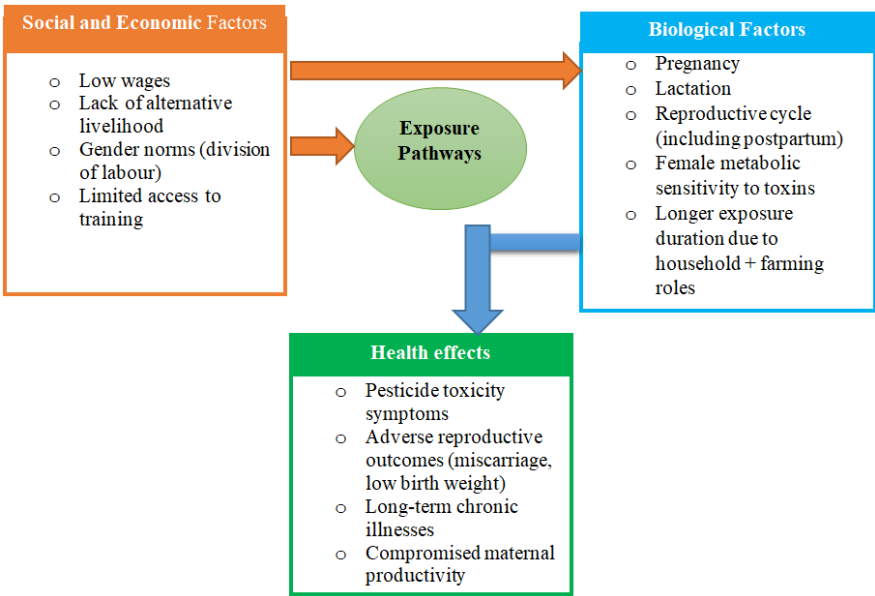 Social and Economic Factors
o Low wages
o Lack of alternative
livelihood
o Gender norms (division
of labour)
o Limited access to
training
Exposure
Pathways
Biological Factors
o Pregnancy
o Lactation
o Reproductive cycle
(including postpartum)
o Female metabolic
sensitivity to toxins
o Longer exposure
duration due to
household + farming
roles
Health effects
o Pesticide toxicity
symptoms
o Adverse reproductive
outcomes (miscarriage,
low birth weight)
o Long-term chronic
illnesses
o Compromised maternal
productivity